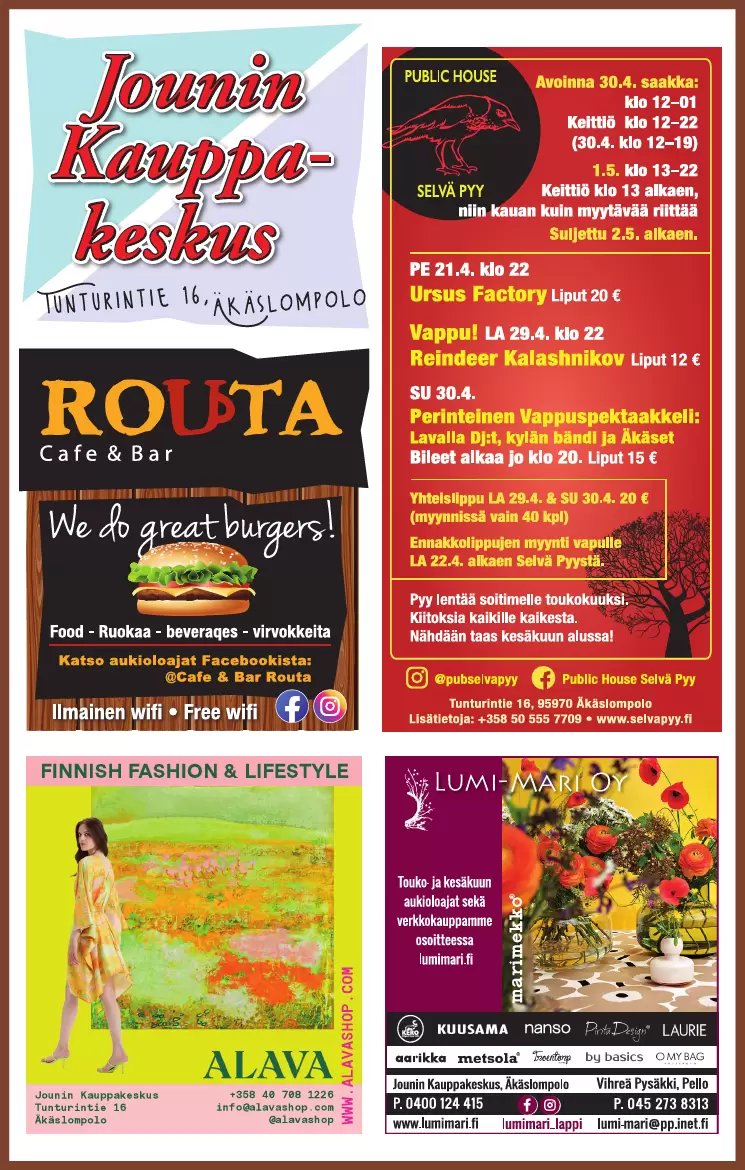 Jounin
Kauppa-
keskus
TUNTURINTIE 16, ÄKÄSLOMPOLO
ROUTA
Cafe & Bar
We do great burgers!
Food - Ruokaa - beveraqes - virvokkeita
Katso aukioloajat Facebookista:
@Cafe & Bar Routa
Ilmainen wifi • Free wifi
PUBLIC HOUSE
SELVÄ PYY
Avoinna 30.4. saakka:
klo 12–01
Keittiö klo 12–22
(30.4. klo 12–19)
1.5. klo 13–22
Keittiö klo 13 alkaen,
niin kauan kuin myytävää riittää
Suljettu 2.5. alkaen.
PE 21.4. klo 22
Ursus Factory Liput 20 €
Vappu! LA 29.4. klo 22
Reindeer Kalashnikov Liput 12 €
SU 30.4.
Perinteinen Vappuspektaakkeli:
Lavalla Dj:t, kylän bändi ja Äkäset
Bileet alkaa jo klo 20. Liput 15 €
Yhteislippu LA 29.4. & SU 30.4. 20 €
(myynnissä vain 40 kpl)
Ennakkolippujen myynti vapulle
LA 22.4. alkaen Selvä Pyystä.
Pyy lentää soitimelle toukokuuksi.
Kiitoksia kaikille kaikesta.
Nähdään taas kesäkuun alussa!
@pubselvapyy Public House Selvä Pyy
Tunturintie 16, 95970 Äkäslompolo
Lisätietoja: +358 50 555 7709 • www.selvapyy.fi
FINNISH FASHION & LIFESTYLE
WWW.ALAVASHOP.COM
ALAVA
Jounin Kauppakeskus
Tunturintie 16
Äkäslompolo
+358 40 708 1226
info@alavashop.com
@alavashop
LUMI-MARI OY
Touko- ja kesäkuun
aukioloajat sekä
verkkokauppamme
osoitteessa
lumimari.fi
marimekko®
KEKO KUUSAMA nanso Pirita Design® LAURIE
aarikka metsola® by basics O MY BAG
Jounin Kauppakeskus, Äkäslompolo
P. 0400 124 415
www.lumimari.fi
lumimari_lappi
Vihreä Pysäkki, Pello
P. 045 273 8313
lumi-mari@pp.inet.fi